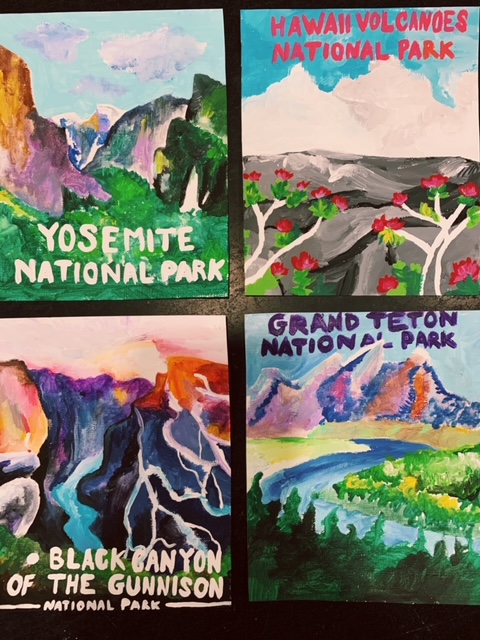 YOSEMITE
NATIONAL PARK
HAWAII VOLCANOES
NATIONAL PARK
BLACK CANYON
OF THE GUNNISON
NATIONAL PARK
GRAND TETON
NATIONAL PARK